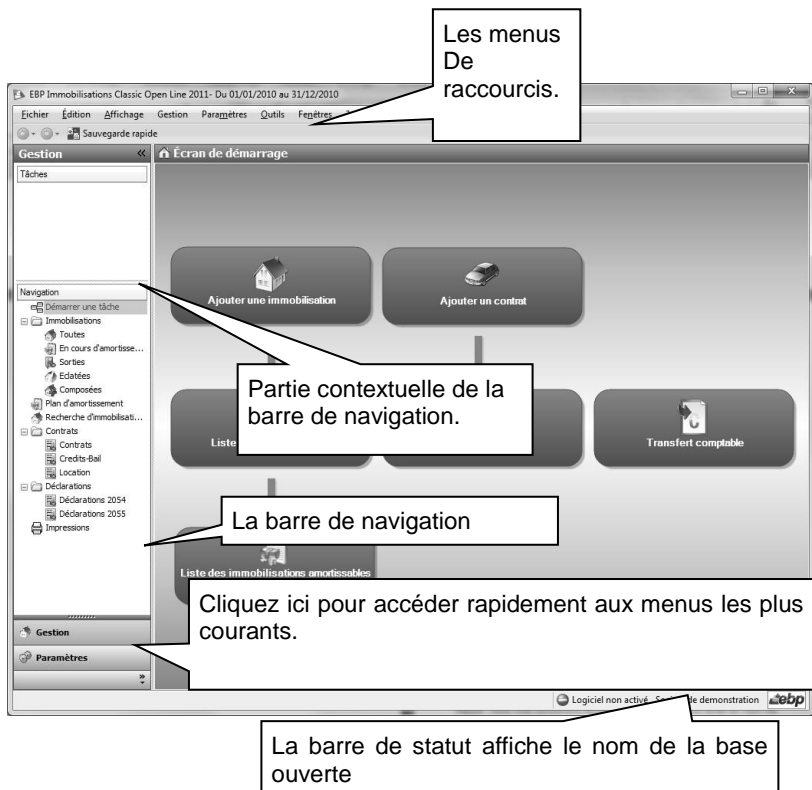 Les menus
De
raccourcis.
EBP Immobilisations Classic Open Line 2011- Du 01/01/2010 au 31/12/2010
Fichier Édition Affichage Gestion Paramètres Outils Fenêtres
Sauvegarde rapide
Gestion «
Écran de démarrage
Tâches
Navigation
Démarrer une tâche
Immobilisations
Toutes
En cours d'amortisse...
Sorties
Eclatées
Composées
Plan d'amortissement
Recherche d'immobilisati...
Contrats
Contrats
Credits-Bail
Location
Déclarations
Déclarations 2054
Déclarations 2055
Impressions
Ajouter une immobilisation
Ajouter un contrat
Partie contextuelle de la
barre de navigation.
Liste
Transfert comptable
La barre de navigation
Liste des immobilisations amortissables
Cliquez ici pour accéder rapidement aux menus les plus
courants.
Gestion
Paramètres
»
Logiciel non activé de demonstration ebp
La barre de statut affiche le nom de la base
ouverte